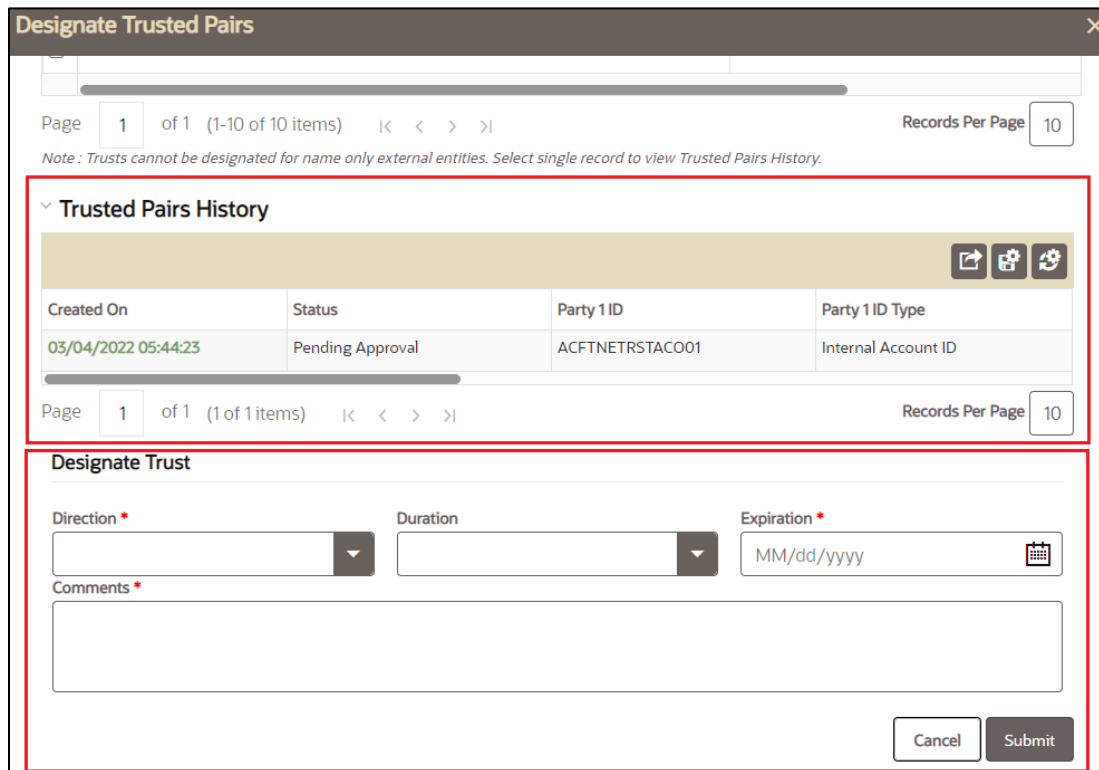 Designate Trusted Pairs
Page 1 of 1 (1-10 of 10 items) Records Per Page 10
Note : Trusts cannot be designated for name only external entities. Select single record to view Trusted Pairs History.
Trusted Pairs History
Created On Status Party 1 ID Party 1 ID Type
03/04/2022 05:44:23 Pending Approval ACFTNETRSTACO01 Internal Account ID
Page 1 of 1 (1 of 1 items) Records Per Page 10
Designate Trust
Direction * Duration Expiration *
MM/dd/yyyy
Comments *
Cancel Submit